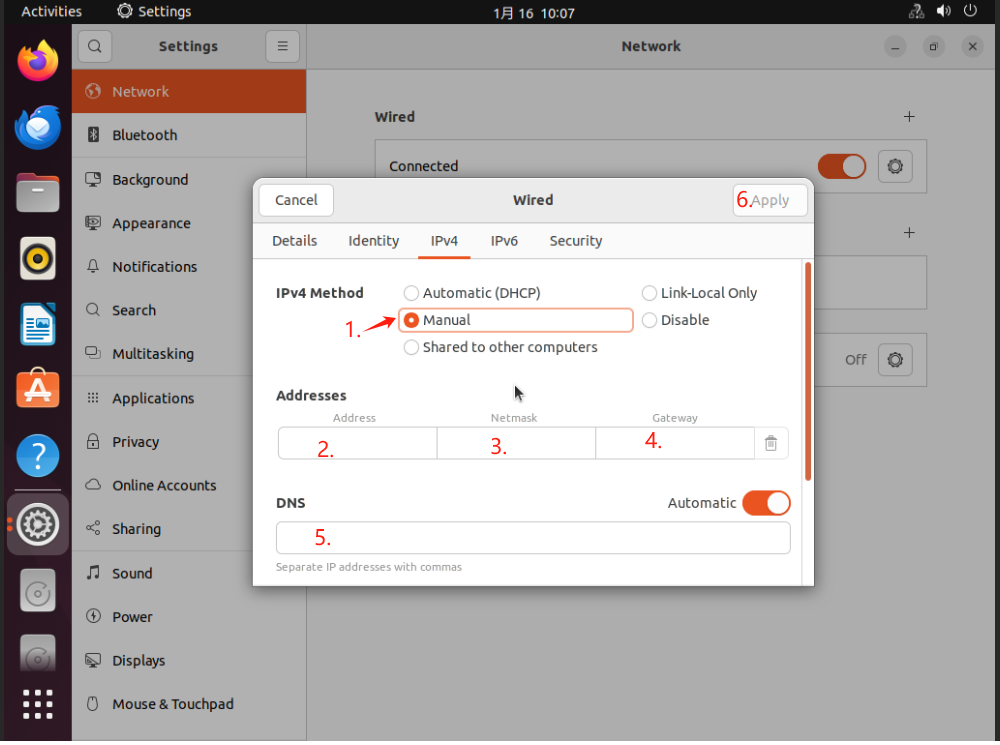 Activities
Settings
1月 16 10:07
Settings
Network
Network
Bluetooth
Background
Appearance
Notifications
Search
Multitasking
Applications
Privacy
Online Accounts
Sharing
Sound
Power
Displays
Mouse & Touchpad
Wired
Connected
Off
Cancel
Wired
6. Apply
Details
Identity
IPv4
IPv6
Security
IPv4 Method
Automatic (DHCP)
Link-Local Only
1.
Manual
Disable
Shared to other computers
Addresses
Address
Netmask
Gateway
2.
3.
4.
DNS
Automatic
5.
Separate IP addresses with commas